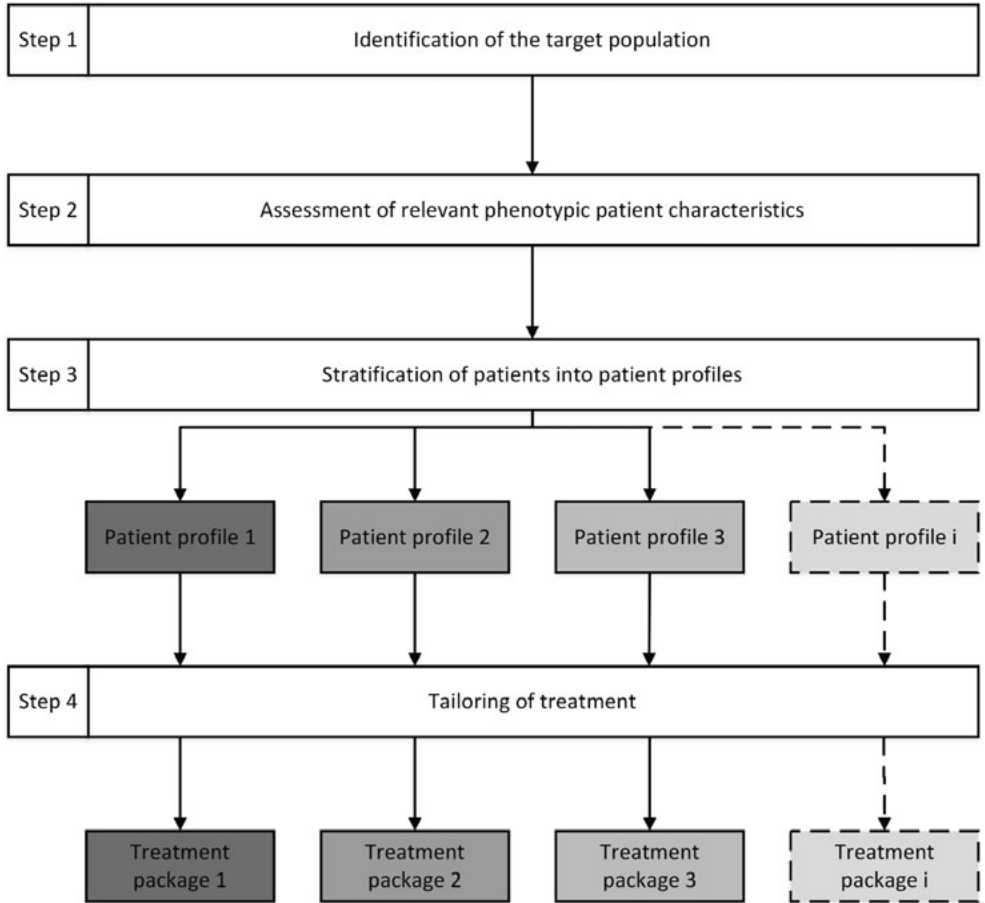 Step 1
Identification of the target population
Step 2
Assessment of relevant phenotypic patient characteristics
Step 3
Stratification of patients into patient profiles
Patient profile 1
Patient profile 2
Patient profile 3
Patient profile i
Step 4
Tailoring of treatment
Treatment
package 1
Treatment
package 2
Treatment
package 3
Treatment
package i